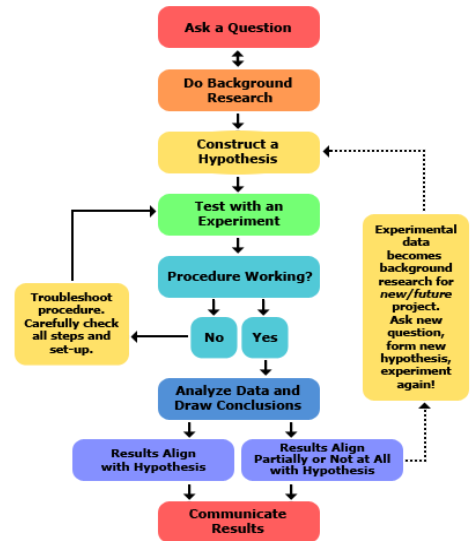 Ask a Question
Do Background
Research
Construct a
Hypothesis
Test with an
Experiment
Procedure Working?
No
Yes
Troubleshoot
procedure.
Carefully check
all steps and
set-up.
Experimental
data
becomes
background
research for
new/future
project.
Ask new
question,
form new
hypothesis,
experiment
again!
Analyze Data and
Draw Conclusions
Results Align
with Hypothesis
Results Align
Partially or Not at All
with Hypothesis
Communicate
Results